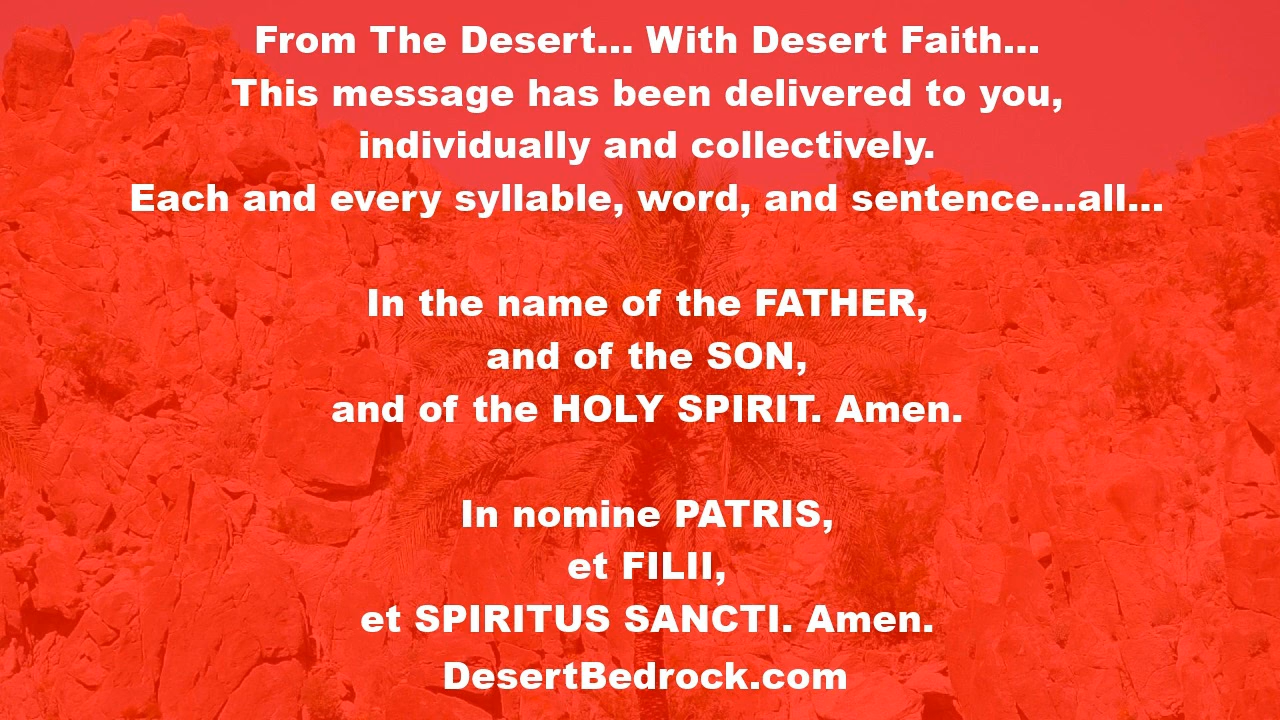 From The Desert... With Desert Faith...
This message has been delivered to you,
individually and collectively.
Each and every syllable, word, and sentence...all...
In the name of the FATHER,
and of the SON,
and of the HOLY SPIRIT. Amen.
In nomine PATRIS,
et FILII,
et SPIRITUS SANCTI. Amen.
DesertBedrock.com